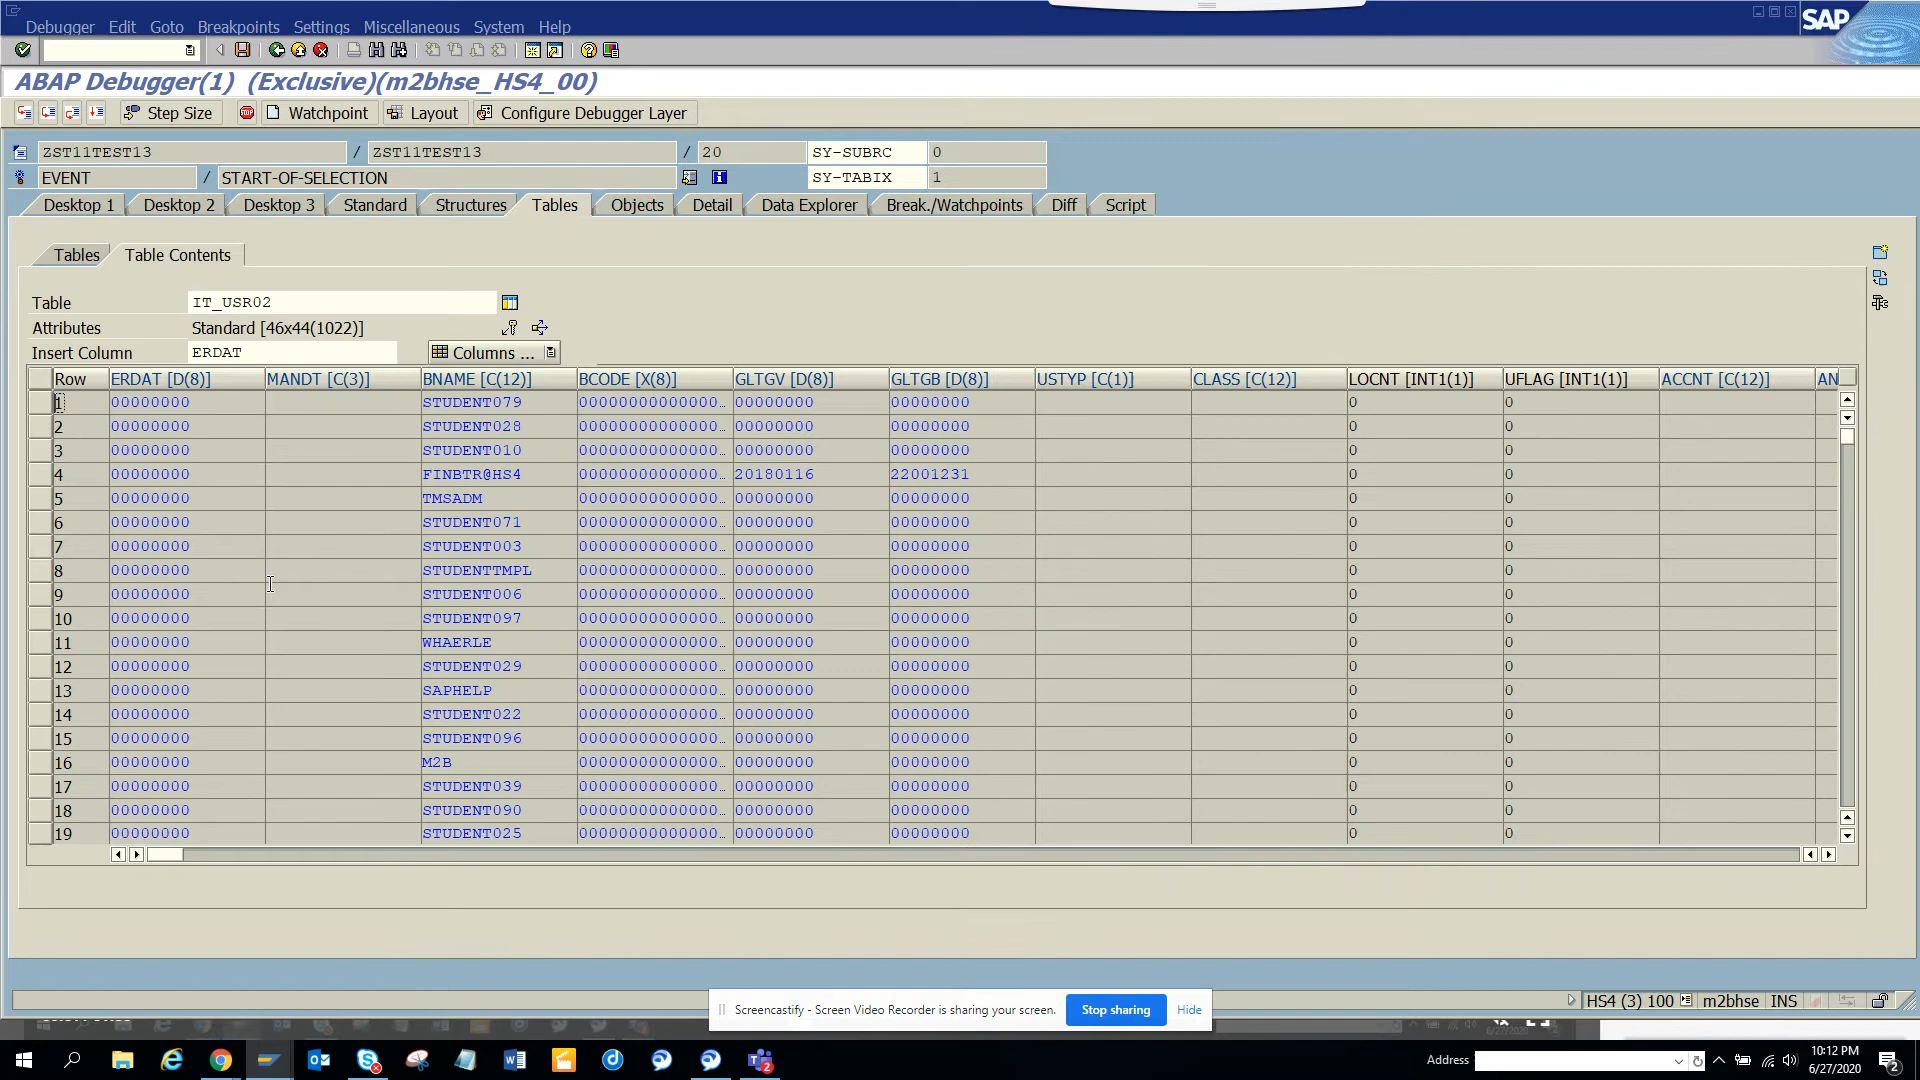 Debugger Edit Goto Breakpoints Settings Miscellaneous System Help
SAP
ABAP Debugger(1) (Exclusive)(m2bhse_HS4_00)
Step Size Watchpoint Layout Configure Debugger Layer
ZST11TEST13 / ZST11TEST13 / 20 SY-SUBRC 0
EVENT / START-OF-SELECTION SY-TABIX 1
Desktop 1 Desktop 2 Desktop 3 Standard Structures Tables Objects Detail Data Explorer Break./Watchpoints Diff Script
Tables Table Contents
Table IT_USR02
Attributes Standard [46x44(1022)]
Insert Column ERDAT Columns ...
Row ERDAT [D(8)] MANDT [C(3)] BNAME [C(12)] BCODE [X(8)] GLTGV [D(8)] GLTGB [D(8)] USTYP [C(1)] CLASS [C(12)] LOCNT [INT1(1)] UFLAG [INT1(1)] ACCNT [C(12)] AN
1 00000000 STUDENT079 00000000000000... 00000000 00000000 0 0
2 00000000 STUDENT028 00000000000000... 00000000 00000000 0 0
3 00000000 STUDENT010 00000000000000... 00000000 00000000 0 0
4 00000000 FINBTR@HS4 00000000000000... 20180116 22001231 0 0
5 00000000 TMSADM 00000000000000... 00000000 00000000 0 0
6 00000000 STUDENT071 00000000000000... 00000000 00000000 0 0
7 00000000 STUDENT003 00000000000000... 00000000 00000000 0 0
8 00000000 STUDENTTMPL 00000000000000... 00000000 00000000 0 0
9 00000000 STUDENT006 00000000000000... 00000000 00000000 0 0
10 00000000 STUDENT097 00000000000000... 00000000 00000000 0 0
11 00000000 WHAERLE 00000000000000... 00000000 00000000 0 0
12 00000000 STUDENT029 00000000000000... 00000000 00000000 0 0
13 00000000 SAPHELP 00000000000000... 00000000 00000000 0 0
14 00000000 STUDENT022 00000000000000... 00000000 00000000 0 0
15 00000000 STUDENT096 00000000000000... 00000000 00000000 0 0
16 00000000 M2B 00000000000000... 00000000 00000000 0 0
17 00000000 STUDENT039 00000000000000... 00000000 00000000 0 0
18 00000000 STUDENT090 00000000000000... 00000000 00000000 0 0
19 00000000 STUDENT025 00000000000000... 00000000 00000000 0 0
Screencastify - Screen Video Recorder is sharing your screen. Stop sharing Hide
HS4 (3) 100 m2bhse INS
Address
10:12 PM
6/27/2020
2
2